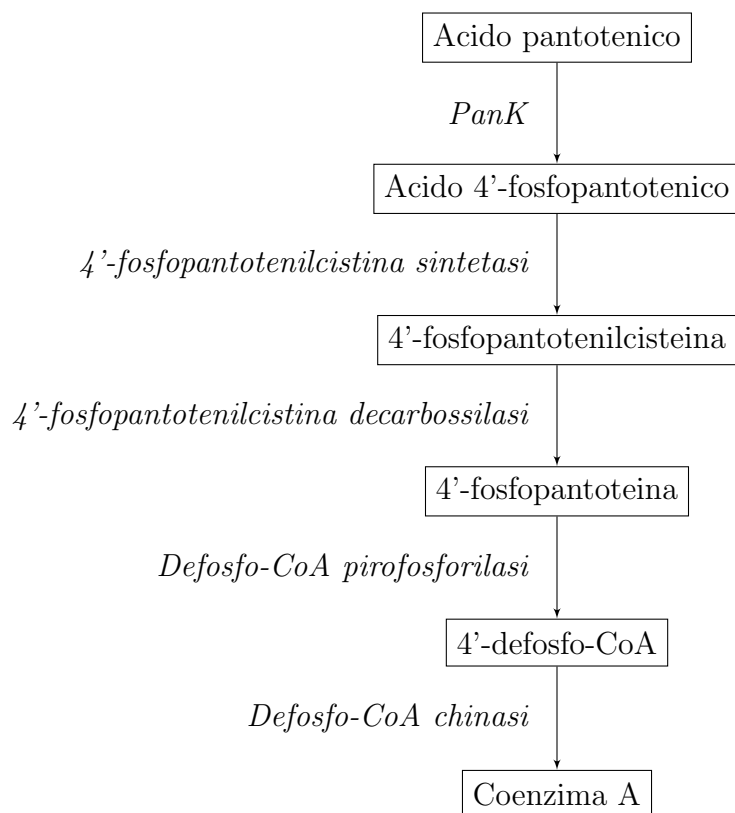 Acido pantotenico
PanK
Acido 4'-fosfopantotenico
4'-fosfopantotenilcistina sintetasi
4'-fosfopantotenilcisteina
4'-fosfopantotenilcistina decarbossilasi
4'-fosfopantoteina
Defosfo-CoA pirofosforilasi
4'-defosfo-CoA
Defosfo-CoA chinasi
Coenzima A